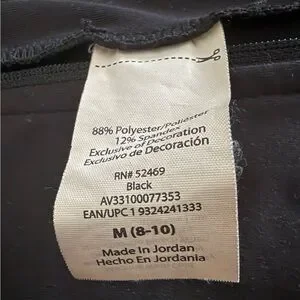 88% Polyester/Poliéster
12% Spandex
Exclusive of Decoration
Exclusivo de Decoración
RN# 52469
Black
AV33100077353
EAN/UPC 1 9324241333
M (8-10)
Made In Jordan
Hecho En Jordania